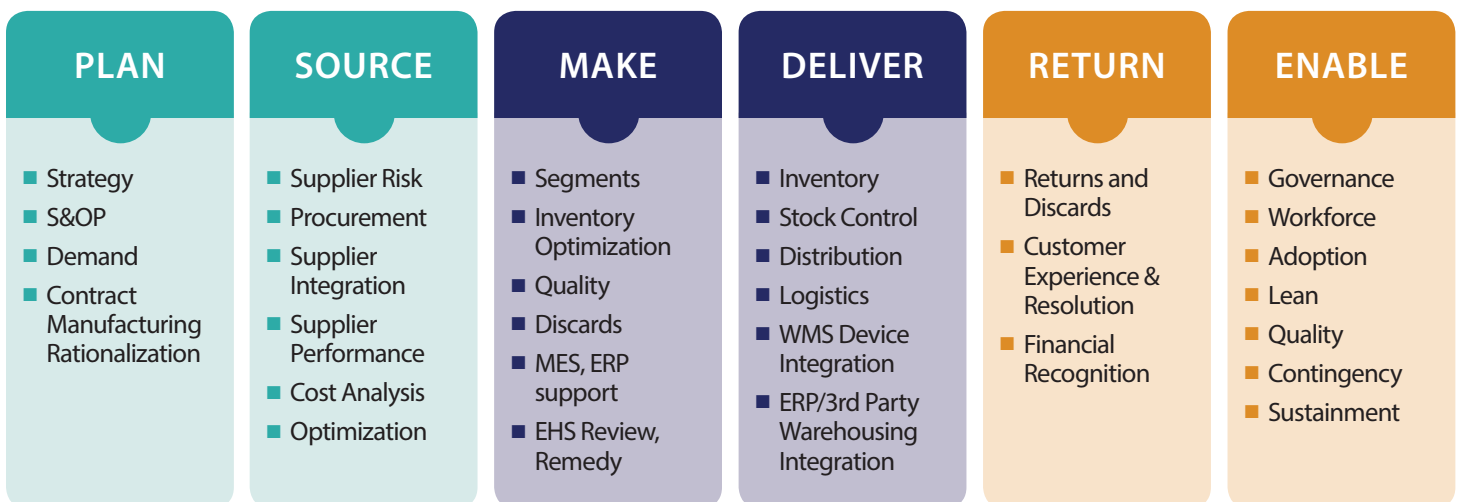 PLAN
Strategy
S&OP
Demand
Contract
Manufacturing
Rationalization
SOURCE
Supplier Risk
Procurement
Supplier
Integration
Supplier
Performance
Cost Analysis
Optimization
MAKE
Segments
Inventory
Optimization
Quality
Discards
MES, ERP
support
EHS Review,
Remedy
DELIVER
Inventory
Stock Control
Distribution
Logistics
WMS Device
Integration
ERP/3rd Party
Warehousing
Integration
RETURN
Returns and
Discards
Customer
Experience &
Resolution
Financial
Recognition
ENABLE
Governance
Workforce
Adoption
Lean
Quality
Contingency
Sustainment